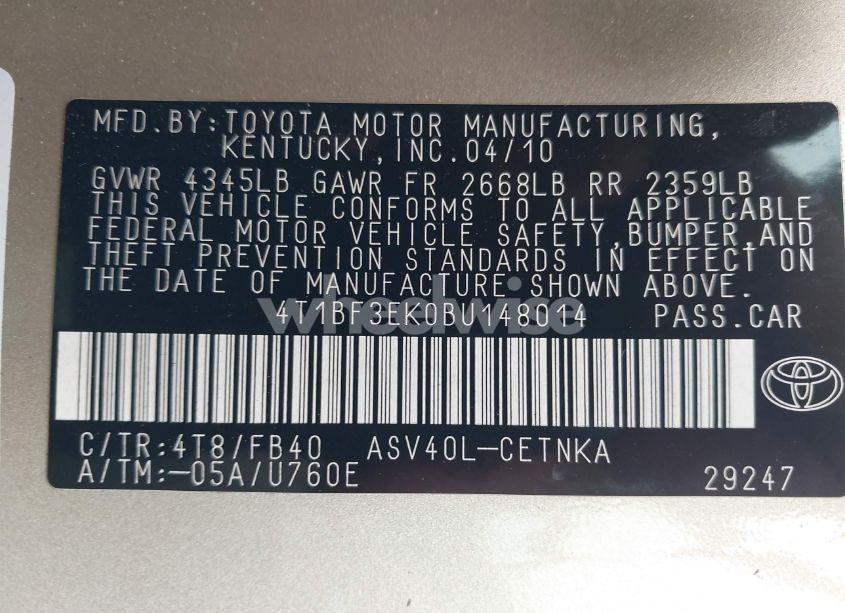 MFD.BY:TOYOTA MOTOR MANUFACTURING,
KENTUCKY,INC.04/10
GVWR 4345LB GAWR FR 2668LB RR 2359LB
THIS VEHICLE CONFORMS TO ALL APPLICABLE
FEDERAL MOTOR VEHICLE SAFETY,BUMPER,AND
THEFT PREVENTION STANDARDS IN EFFECT ON
THE DATE OF MANUFACTURE SHOWN ABOVE.
wheelwise
4T1BF3EK0BU148014 PASS.CAR
C/TR:4T8/FB40 ASV40L-CETNKA
A/TM:-05A/U760E 29247